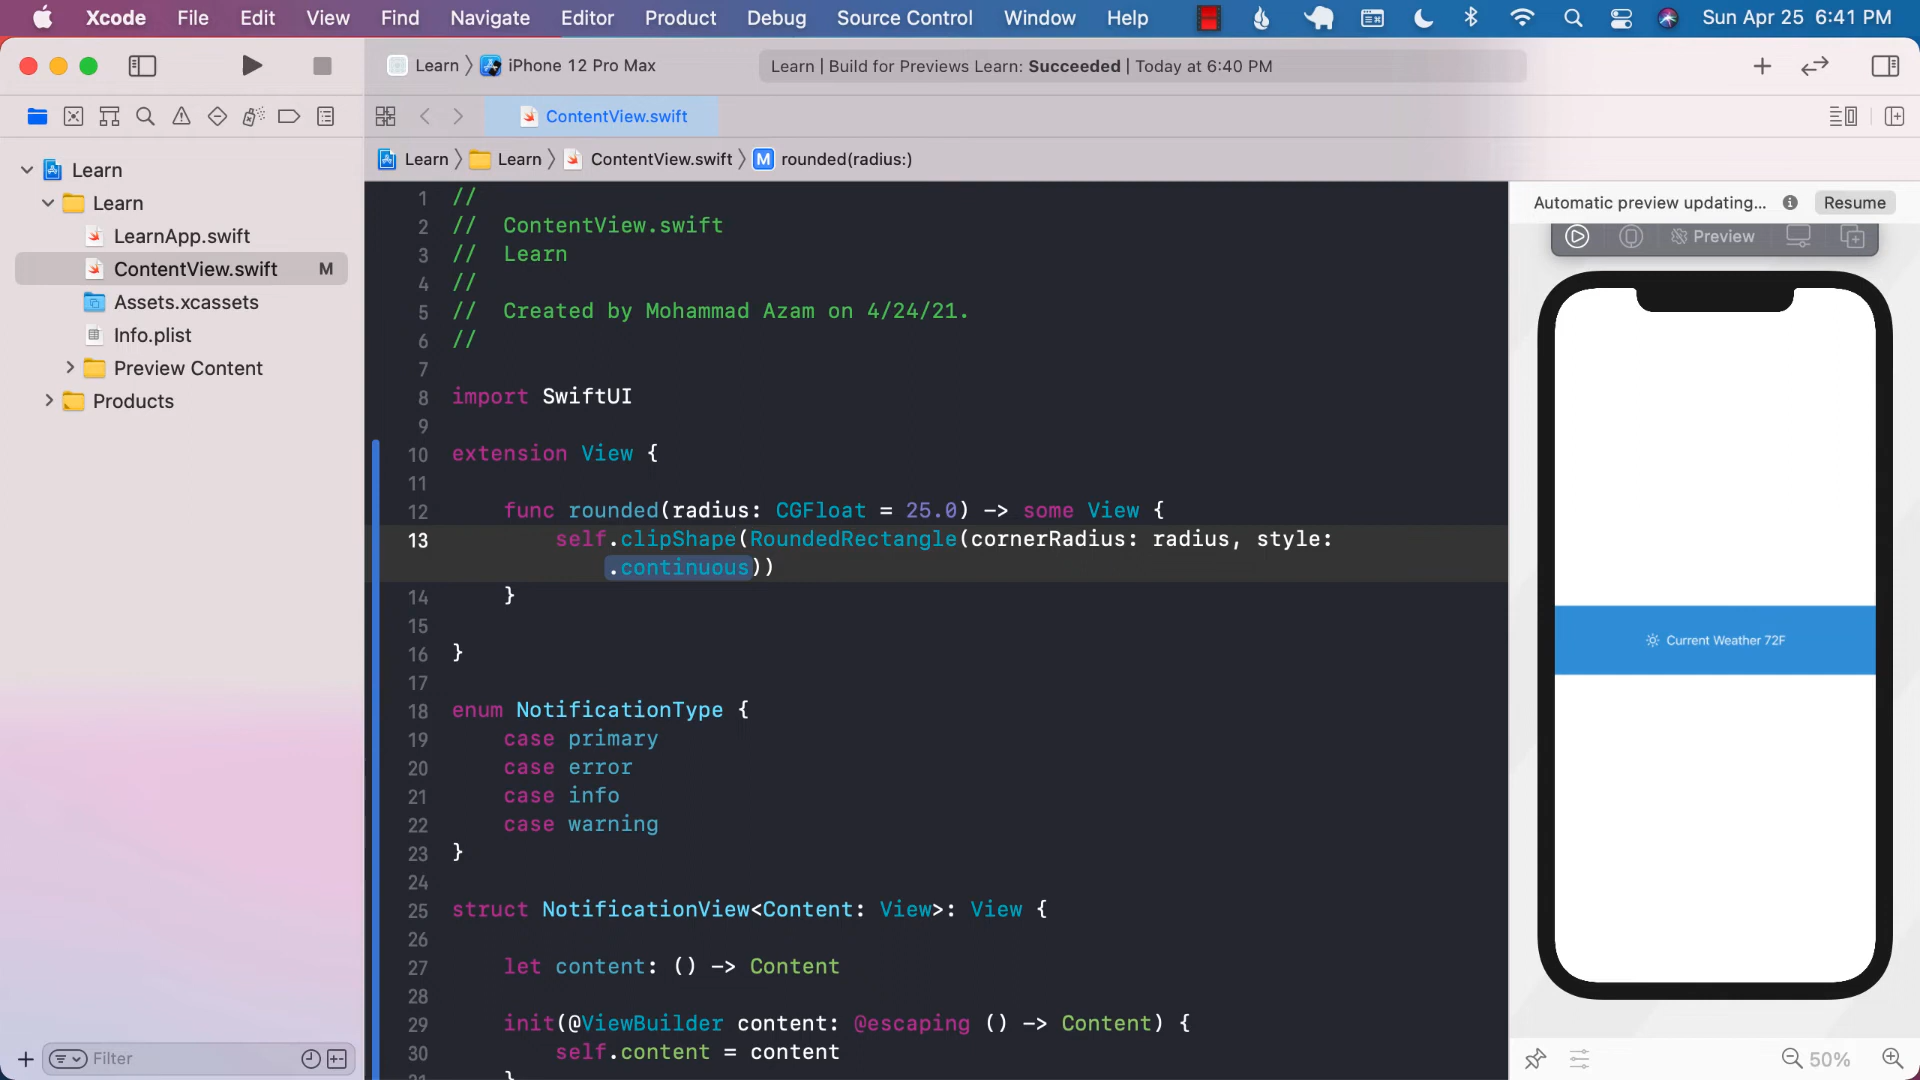 Xcode File Edit View Find Navigate Editor Product Debug Source Control Window Help Sun Apr 25 6:41 PM
Learn 〉 iPhone 12 Pro Max
Learn | Build for Previews Learn: Succeeded | Today at 6:40 PM
ContentView.swift
Learn 〉 Learn 〉 ContentView.swift 〉 M rounded(radius:)
Learn
Learn
LearnApp.swift
ContentView.swift M
Assets.xcassets
Info.plist
Preview Content
Products
Filter
1 //
2 // ContentView.swift
3 // Learn
4 //
5 // Created by Mohammad Azam on 4/24/21.
6 //
7
8 import SwiftUI
9
10 extension View {
11
12 func rounded(radius: CGFloat = 25.0) -> some View {
13 self.clipShape(RoundedRectangle(cornerRadius: radius, style:
.continuous))
14 }
15
16 }
17
18 enum NotificationType {
19 case primary
20 case error
21 case info
22 case warning
23 }
24
25 struct NotificationView<Content: View>: View {
26
27 let content: () -> Content
28
29 init(@ViewBuilder content: @escaping () -> Content) {
30 self.content = content
Automatic preview updating... Resume
Preview
Current Weather 72F
50%